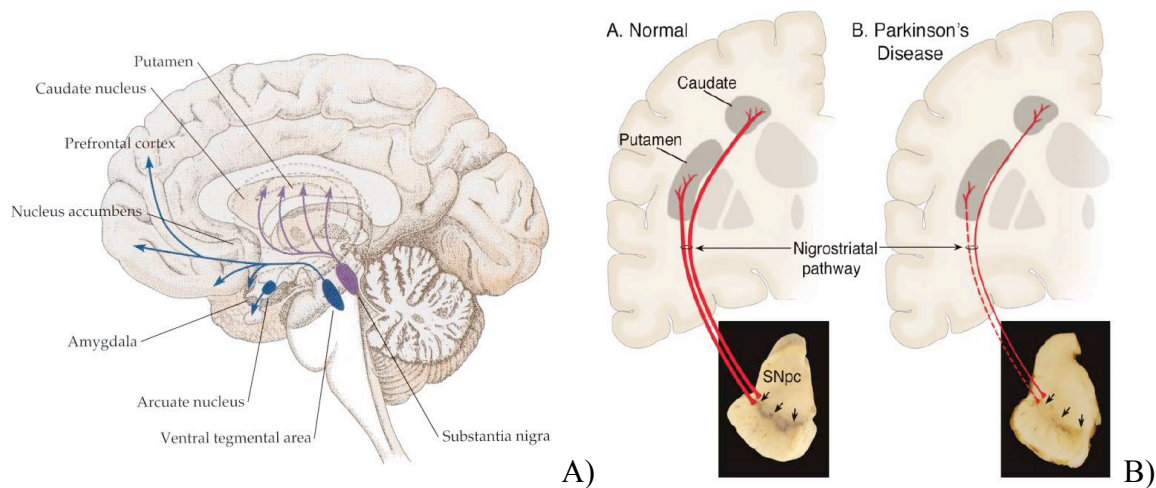 Putamen
Caudate nucleus
Prefrontal cortex
Nucleus accumbens
Amygdala
Arcuate nucleus
Ventral tegmental area
Substantia nigra
A)
A. Normal
Caudate
Putamen
Nigrostriatal
pathway
SNpc
B. Parkinson's
Disease
B)